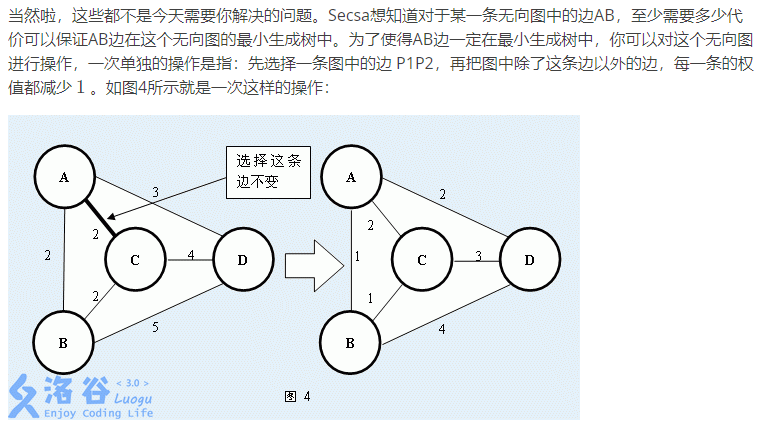 当然啦，这些都不是今天需要你解决的问题。Secsa想知道对于某一条无向图中的边AB，至少需要多少代
价可以保证AB边在这个无向图的最小生成树中。为了使得AB边一定在最小生成树中，你可以对这个无向图
进行操作，一次单独的操作是指：先选择一条图中的边 P1P2，再把图中除了这条边以外的边，每一条的权
值都减少 1 。如图4所示就是一次这样的操作：
选择这条
边不变
A
3
2
2
C
4
D
2
5
B
A
2
2
1
C
3
D
1
4
B
图 4
洛谷 < 3.0 >
Luogu
Enjoy Coding Life